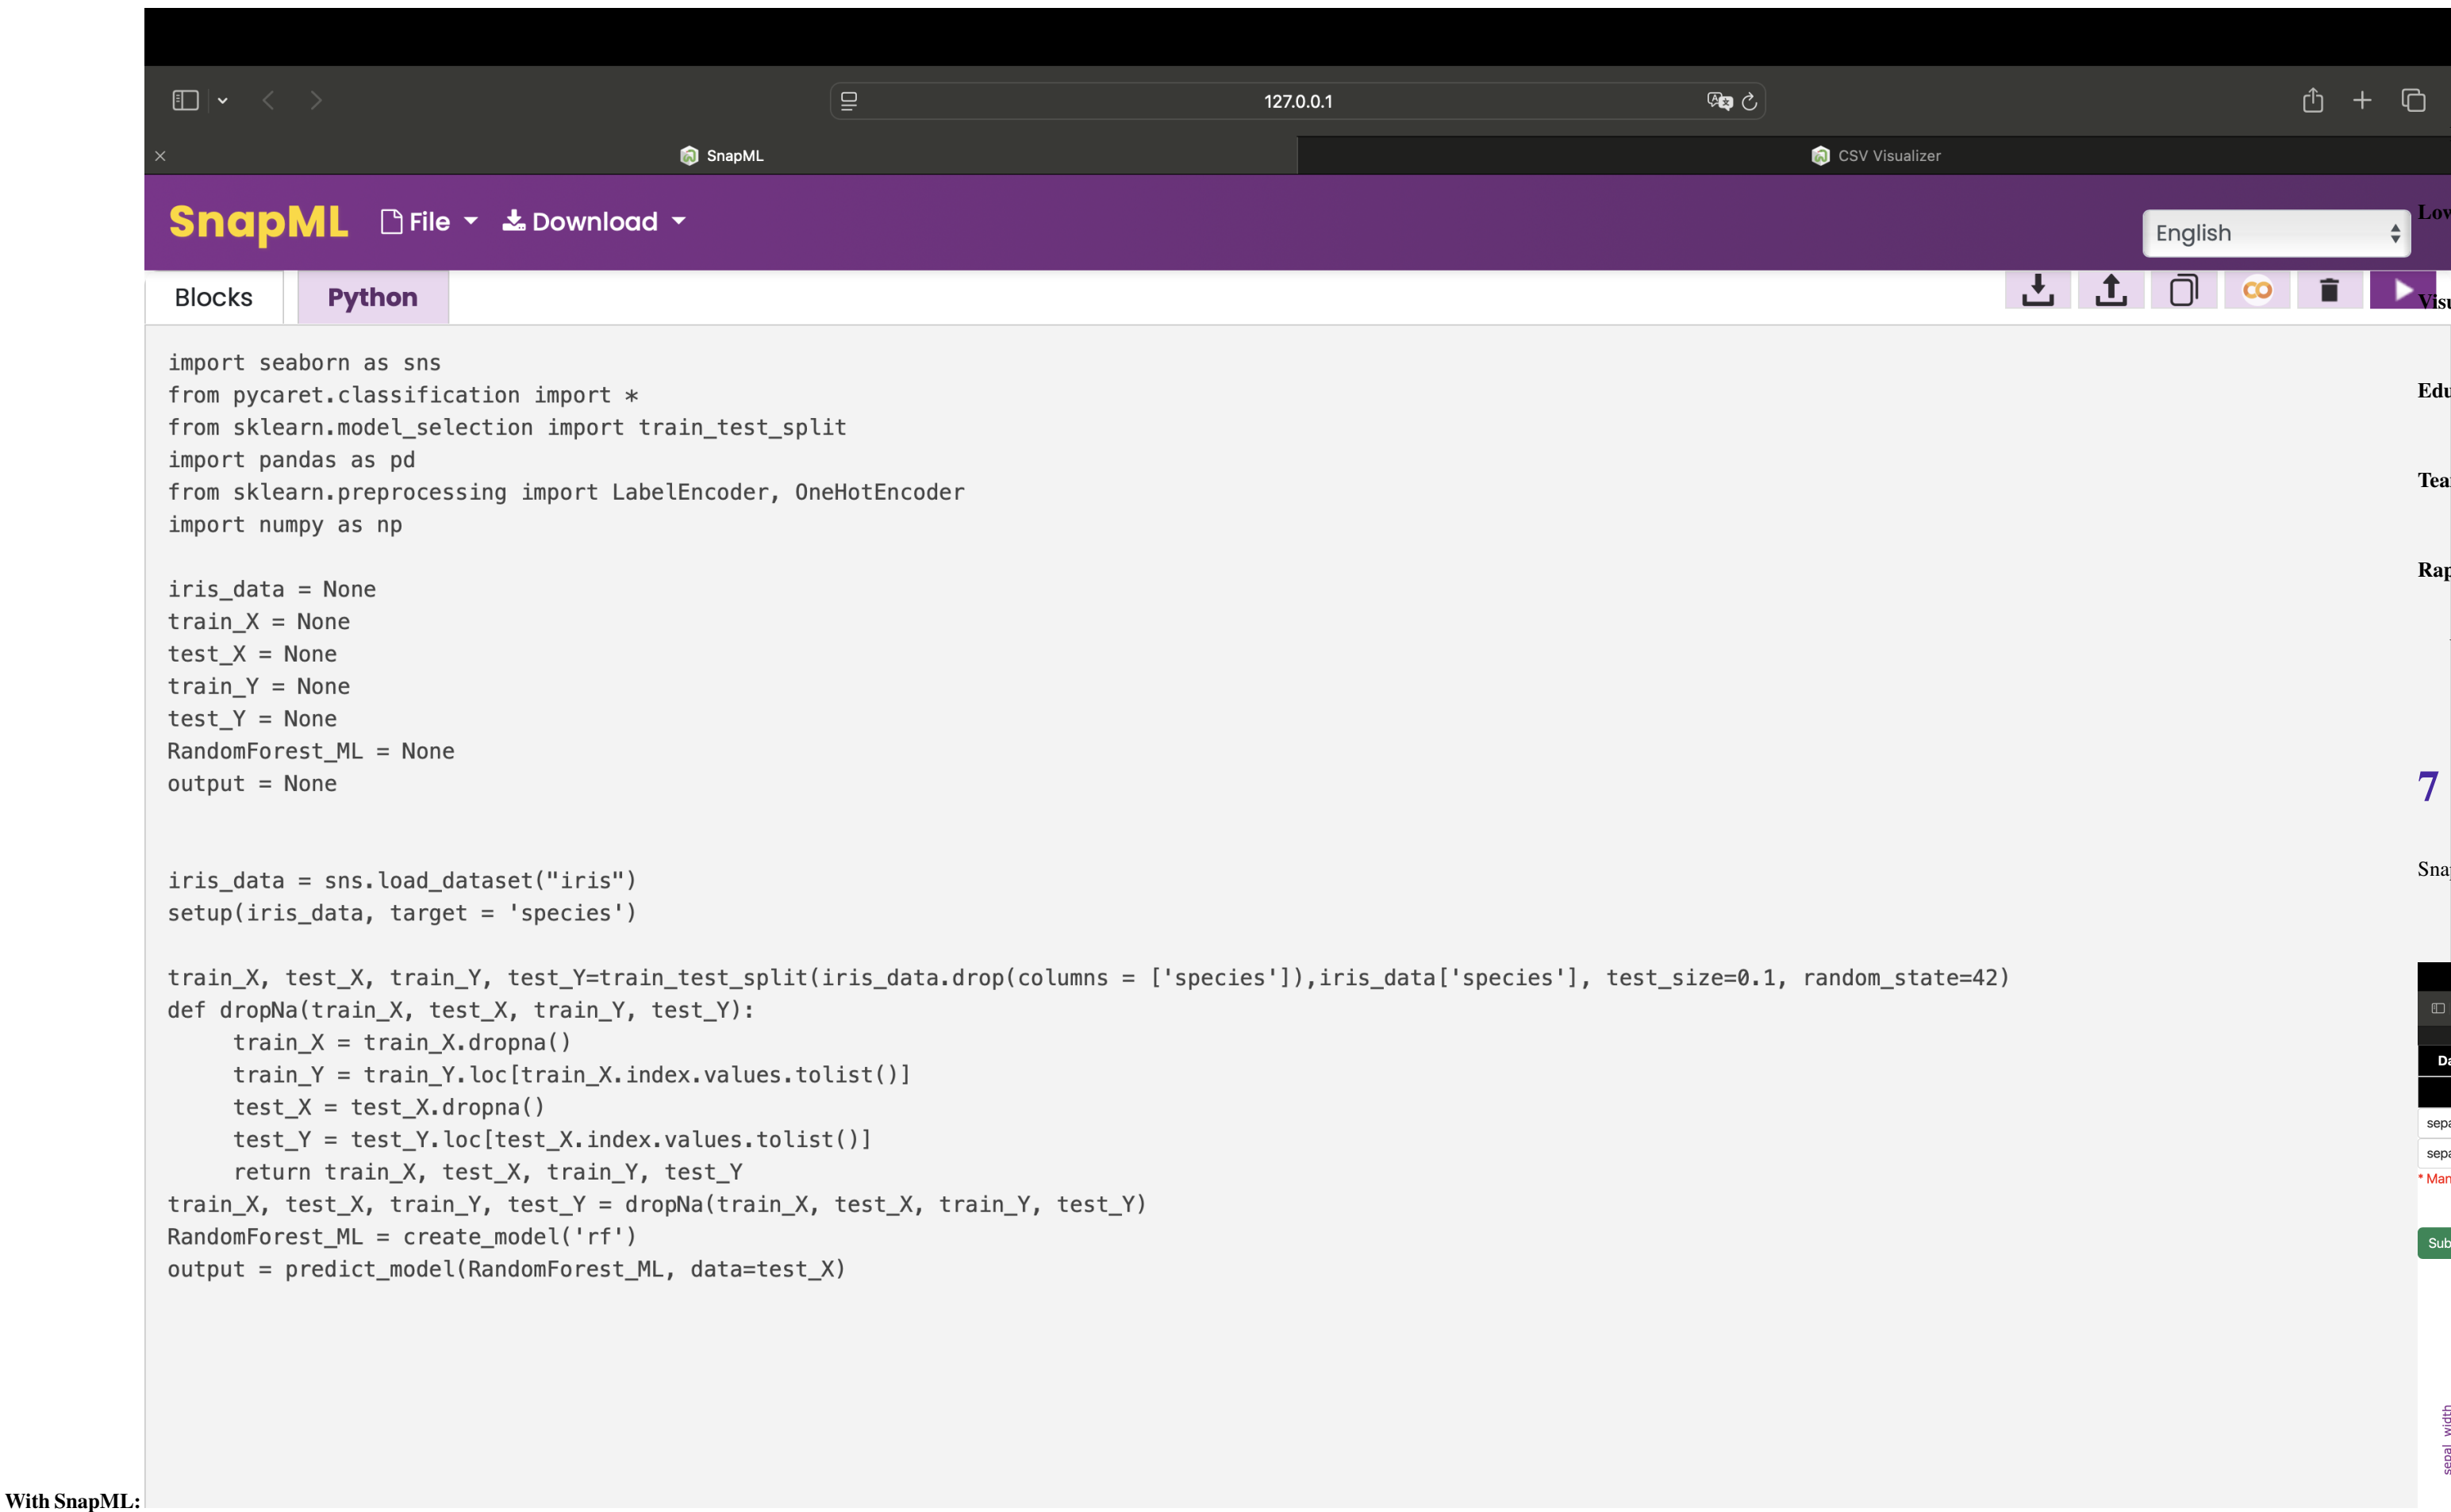 127.0.0.1
SnapML
CSV Visualizer
SnapML File Download
English
Blocks Python
import seaborn as sns
from pycaret.classification import *
from sklearn.model_selection import train_test_split
import pandas as pd
from sklearn.preprocessing import LabelEncoder, OneHotEncoder
import numpy as np
iris_data = None
train_X = None
test_X = None
train_Y = None
test_Y = None
RandomForest_ML = None
output = None
iris_data = sns.load_dataset("iris")
setup(iris_data, target = 'species')
train_X, test_X, train_Y, test_Y=train_test_split(iris_data.drop(columns = ['species']),iris_data['species'], test_size=0.1, random_state=42)
def dropNa(train_X, test_X, train_Y, test_Y):
train_X = train_X.dropna()
train_Y = train_Y.loc[train_X.index.values.tolist()]
test_X = test_X.dropna()
test_Y = test_Y.loc[test_X.index.values.tolist()]
return train_X, test_X, train_Y, test_Y
train_X, test_X, train_Y, test_Y = dropNa(train_X, test_X, train_Y, test_Y)
RandomForest_ML = create_model('rf')
output = predict_model(RandomForest_ML, data=test_X)
With SnapML:
7
sepal_width